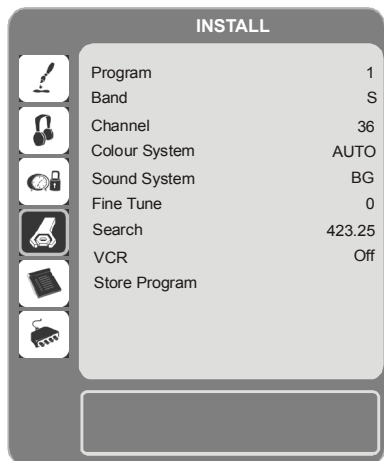 INSTALL
Program 1
Band S
Channel 36
Colour System AUTO
Sound System BG
Fine Tune 0
Search 423.25
VCR Off
Store Program